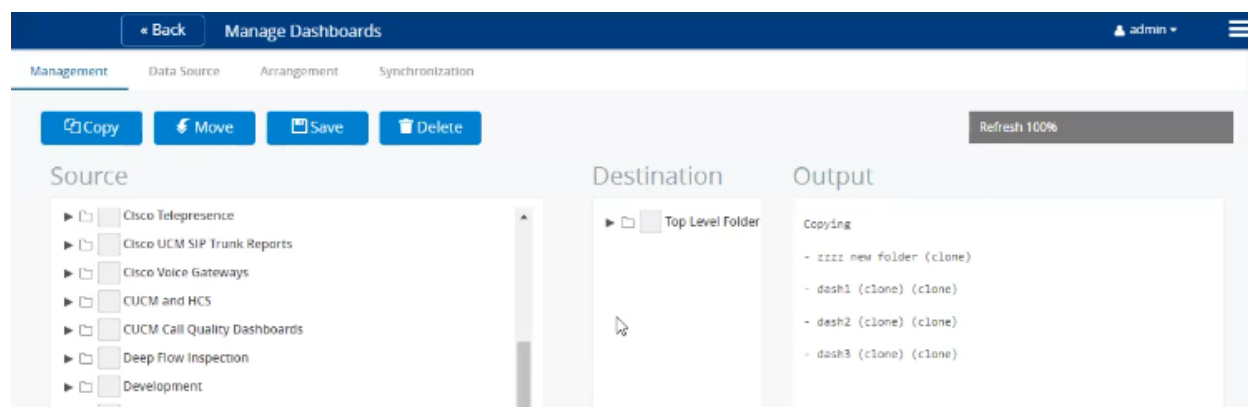 « Back
Manage Dashboards
admin
Management
Data Source
Arrangement
Synchronization
Copy
Move
Save
Delete
Refresh 100%
Source
Cisco Telepresence
Cisco UCM SIP Trunk Reports
Cisco Voice Gateways
CUCM and HCS
CUCM Call Quality Dashboards
Deep Flow Inspection
Development
Destination
Top Level Folder
Output
Copying
- zzzz new folder (clone)
- dash1 (clone) (clone)
- dash2 (clone) (clone)
- dash3 (clone) (clone)